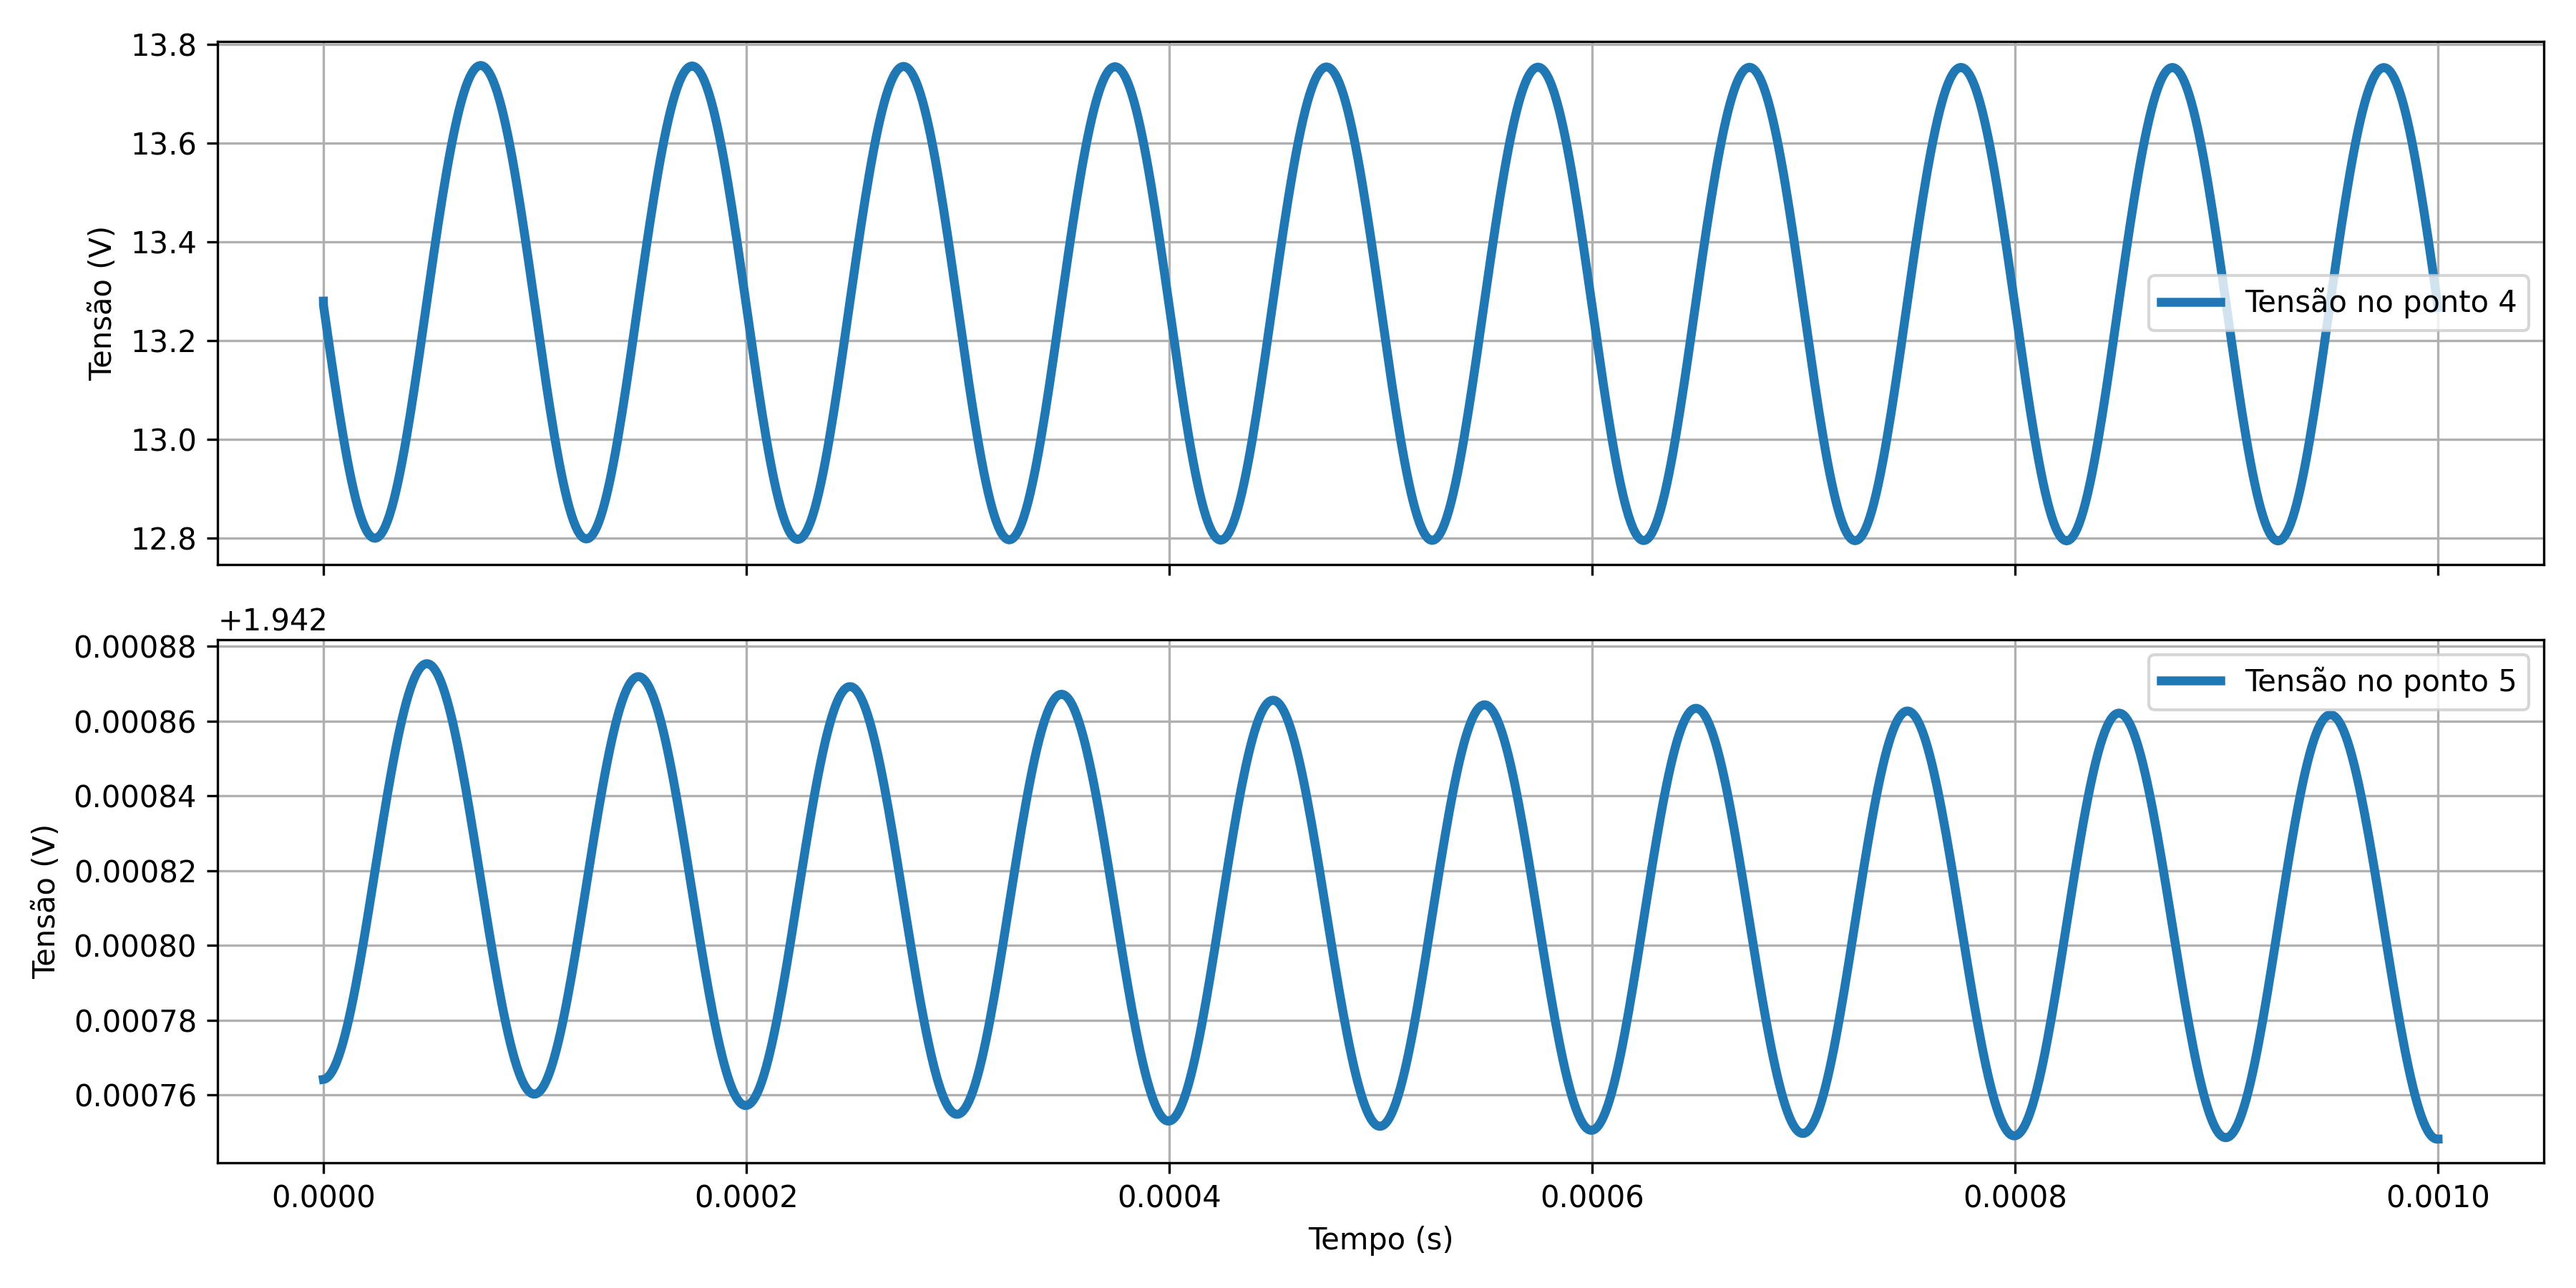 13.8
13.6
13.4
13.2
13.0
12.8
Tensão (V)
Tensão no ponto 4
+1.942
0.00088
0.00086
0.00084
0.00082
0.00080
0.00078
0.00076
Tensão (V)
Tensão no ponto 5
0.0000 0.0002 0.0004 0.0006 0.0008 0.0010
Tempo (s)